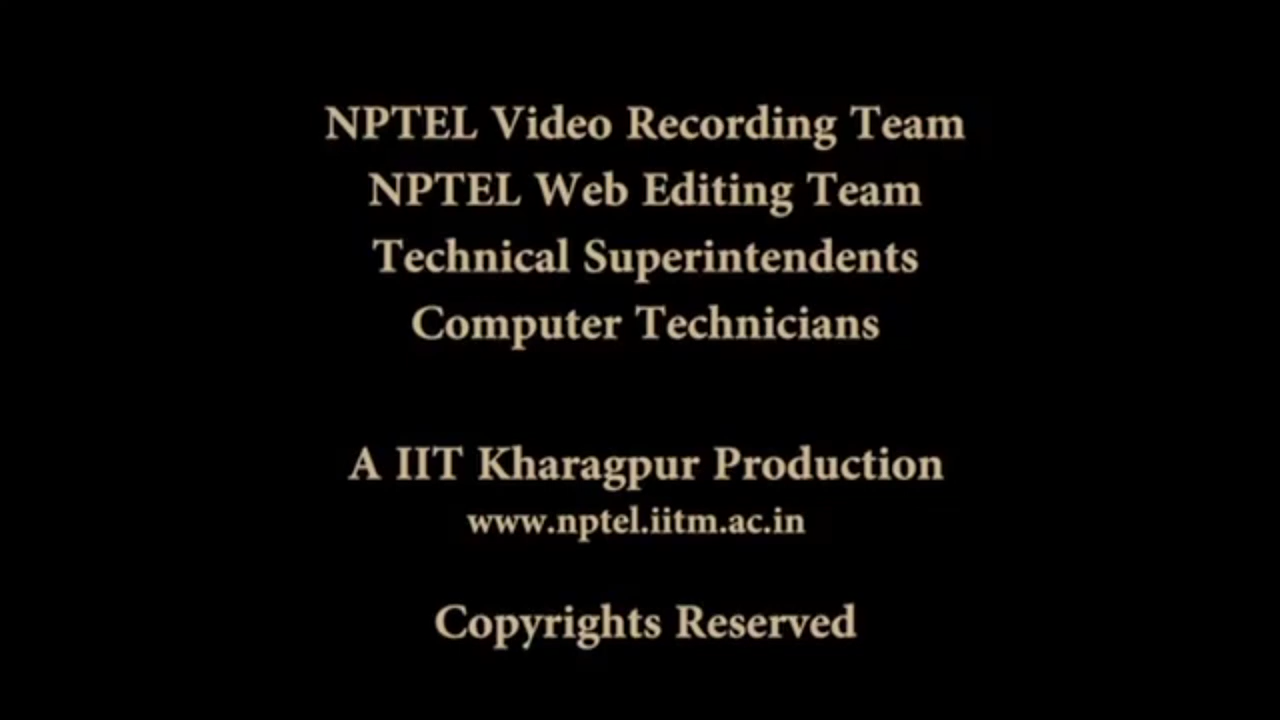 NPTEL Video Recording Team
NPTEL Web Editing Team
Technical Superintendents
Computer Technicians
A IIT Kharagpur Production
www.nptel.iitm.ac.in
Copyrights Reserved